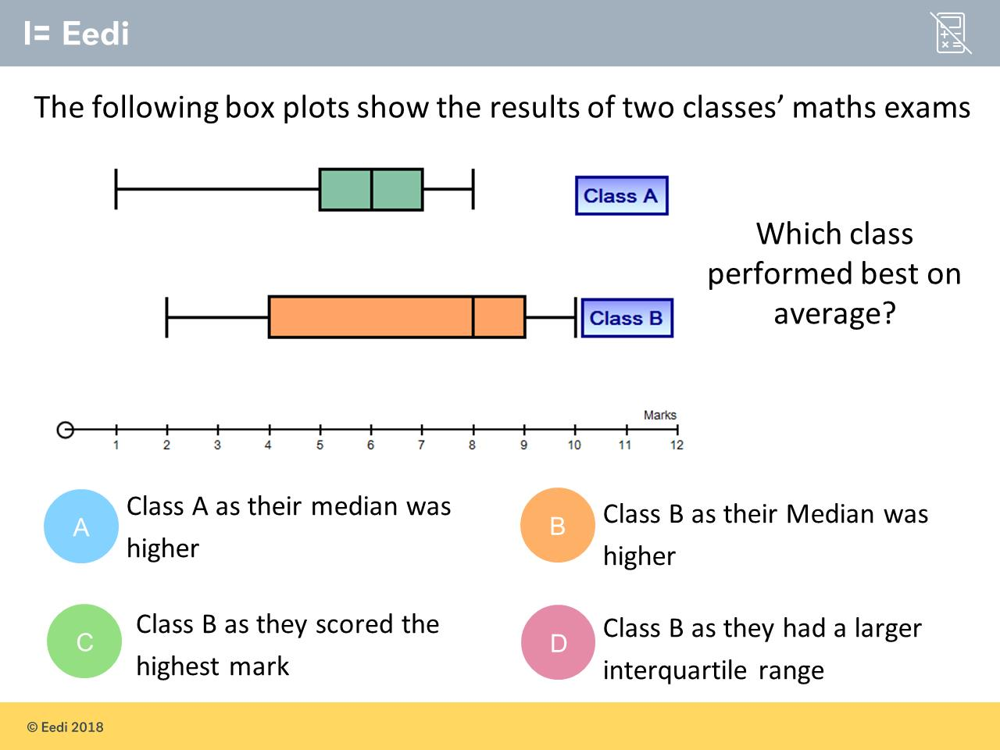 Eedi
The following box plots show the results of two classes’ maths exams
Class A
Which class
performed best on
average?
Class B
Marks
1 2 3 4 5 6 7 8 9 10 11 12
A
Class A as their median was
higher
B
Class B as their Median was
higher
C
Class B as they scored the
highest mark
D
Class B as they had a larger
interquartile range
© Eedi 2018